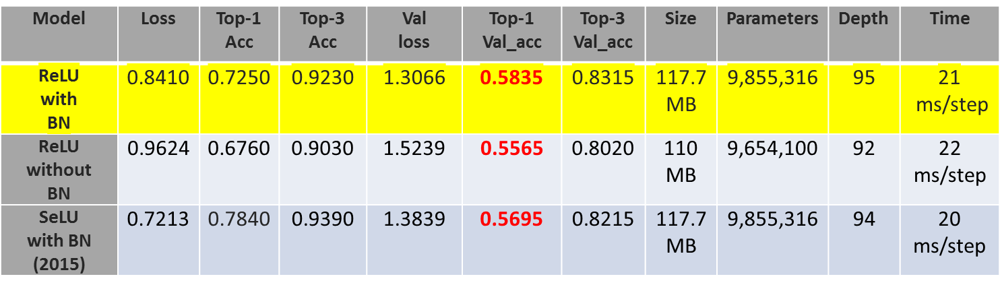 Model Loss Top-1 Top-3 Val Top-1 Top-3 Size Parameters Depth Time
Acc Acc loss Val_acc Val_acc
ReLU 0.8410 0.7250 0.9230 1.3066 0.5835 0.8315 117.7 9,855,316 95 21
with MB ms/step
BN
ReLU 0.9624 0.6760 0.9030 1.5239 0.5565 0.8020 110 9,654,100 92 22
without MB ms/step
BN
SeLU 0.7213 0.7840 0.9390 1.3839 0.5695 0.8215 117.7 9,855,316 94 20
with BN MB ms/step
(2015)